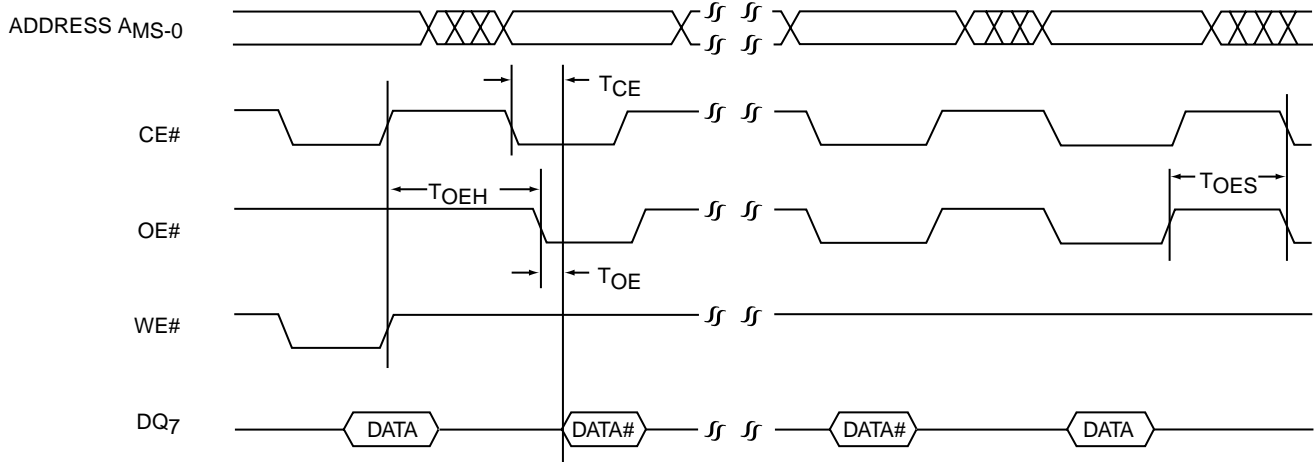 ADDRESS AMS-0
TCE
CE#
TOEH
TOES
OE#
TOE
WE#
DQ7
DATA
DATA#
DATA#
DATA